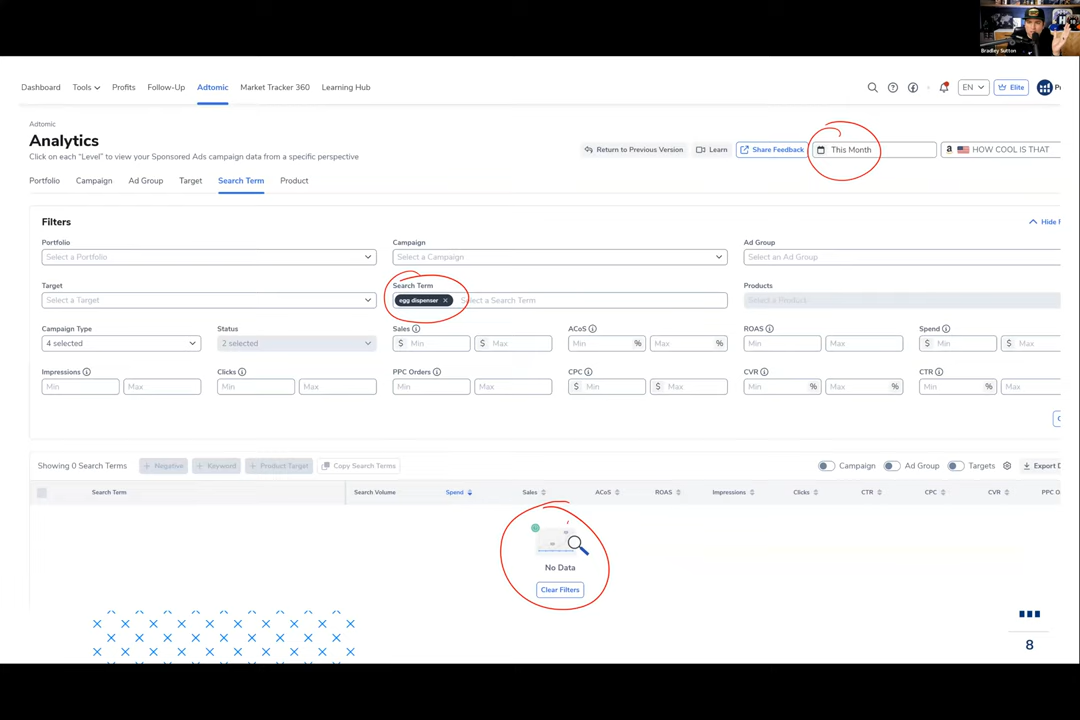 Bradley Sutton
Dashboard Tools Profits Follow-Up Adtomic Market Tracker 360 Learning Hub EN Elite
Adtomic
Analytics
Click on each “Level” to view your Sponsored Ads campaign data from a specific perspective
Return to Previous Version Learn Share Feedback This Month a HOW COOL IS THAT
Portfolio Campaign Ad Group Target Search Term Product
Filters Hide
Portfolio Campaign Ad Group
Select a Portfolio Select a Campaign Select an Ad Group
Target Search Term Products
Select a Target egg dispenser × Select a Search Term Select a Product
Campaign Type Status Sales ACoS ROAS Spend
4 selected 2 selected $ Min $ Max Min % Max % Min Max $ Min $ Max
Impressions Clicks PPC Orders CPC CVR CTR
Min Max Min Max Min Max $ Min $ Max Min % Max % Min % Max
Showing 0 Search Terms + Negative + Keyword + Product Target Copy Search Terms Campaign Ad Group Targets Export D
Search Term Search Volume Spend Sales ACoS ROAS Impressions Clicks CTR CPC CVR PPC O
No Data
Clear Filters
8